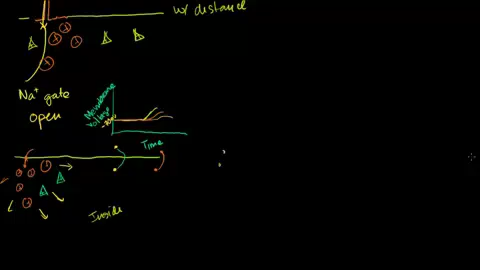 w/ distance
Na⁺ gate
open
Membrane
Voltage
Time
Inside